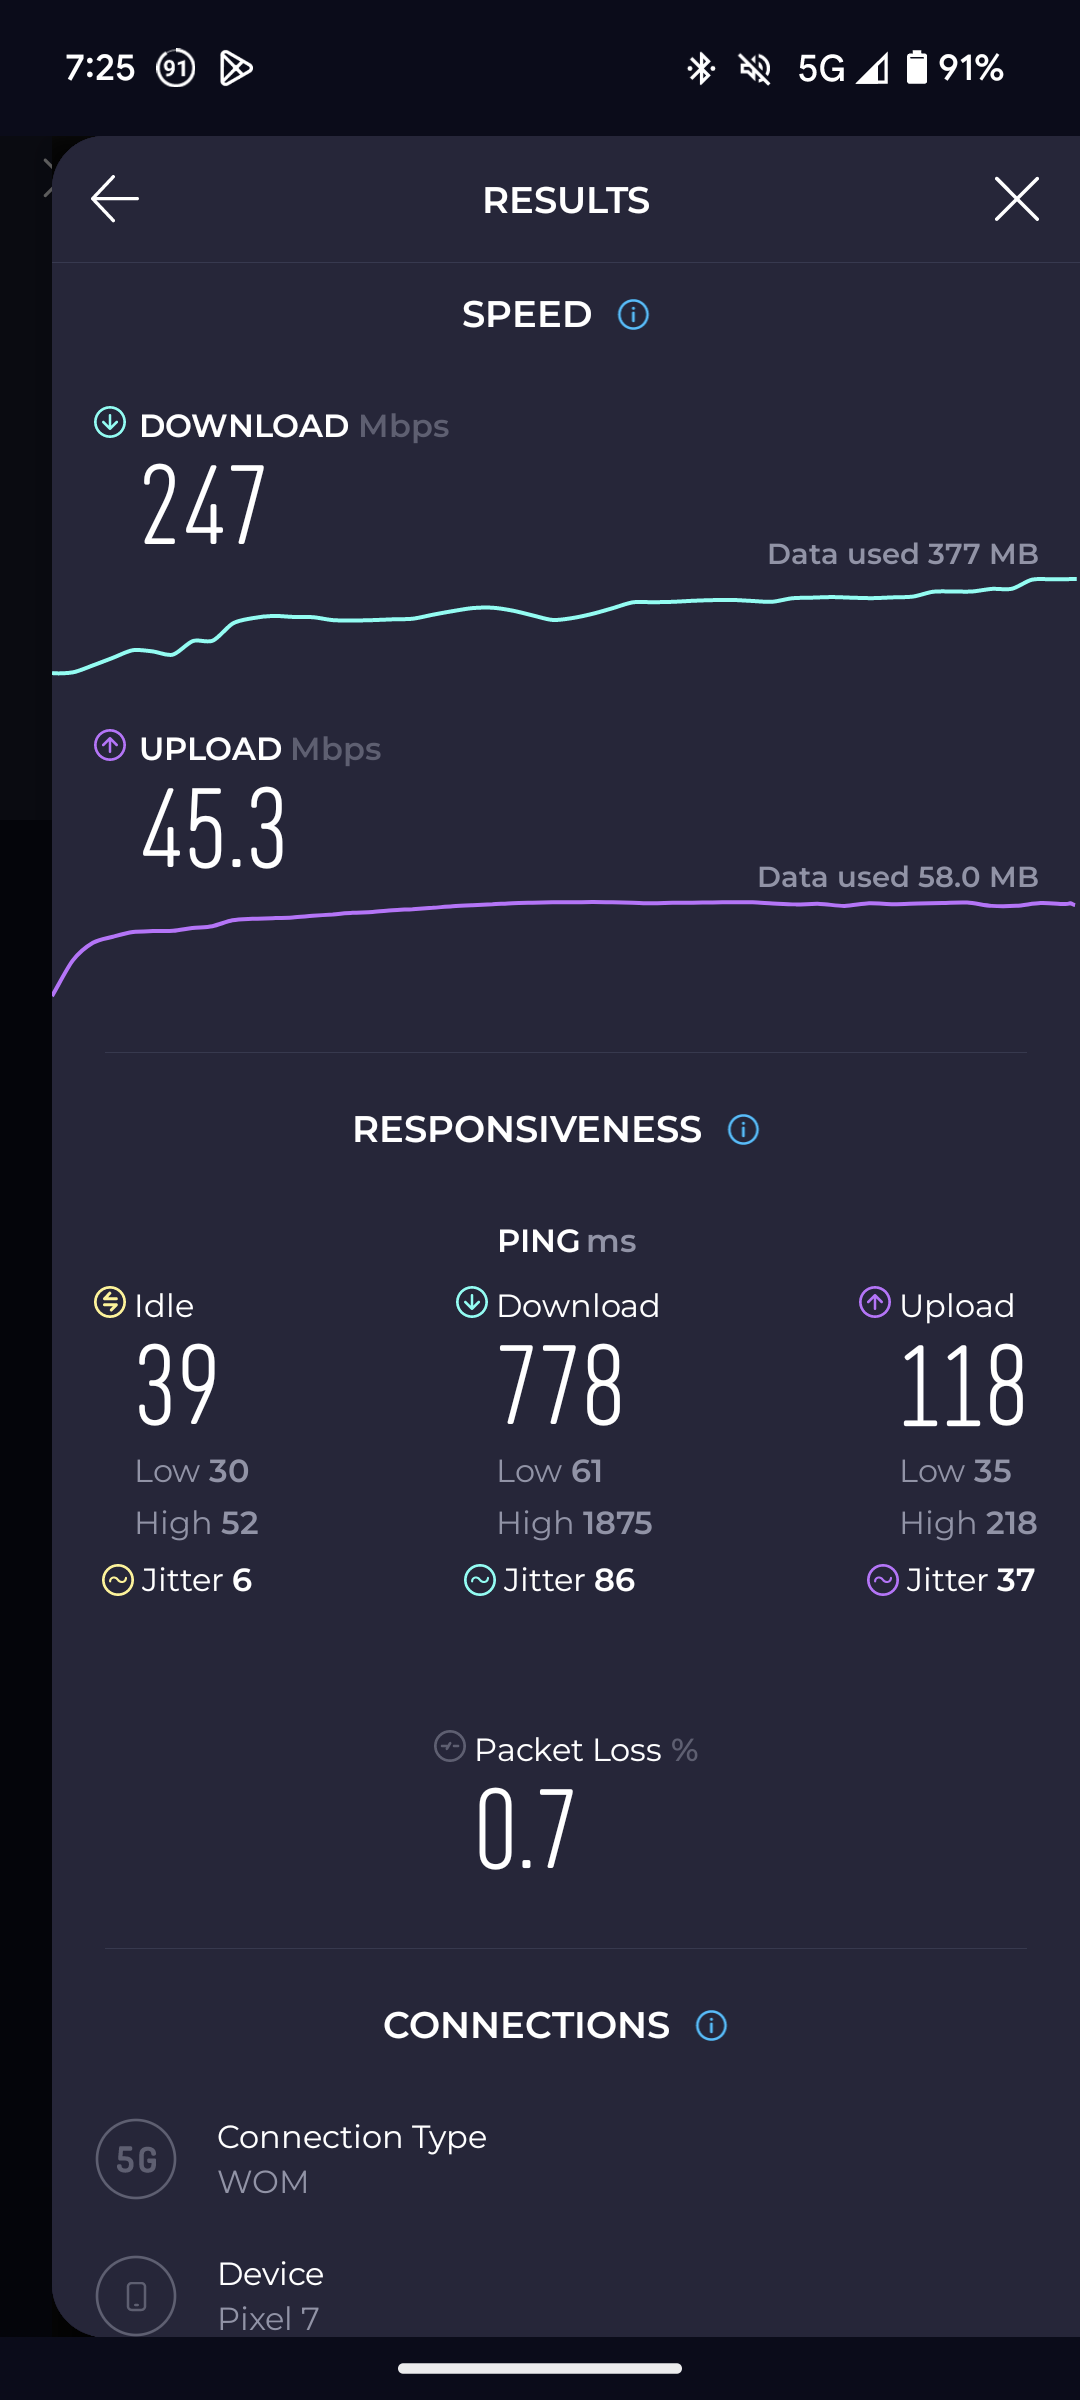 7:25 91 5G 91%
RESULTS
SPEED
DOWNLOAD Mbps
247
Data used 377 MB
UPLOAD Mbps
45.3
Data used 58.0 MB
RESPONSIVENESS
PING ms
Idle Download Upload
39 778 118
Low 30 Low 61 Low 35
High 52 High 1875 High 218
Jitter 6 Jitter 86 Jitter 37
Packet Loss %
0.7
CONNECTIONS
5G
Connection Type
WOM
Device
Pixel 7